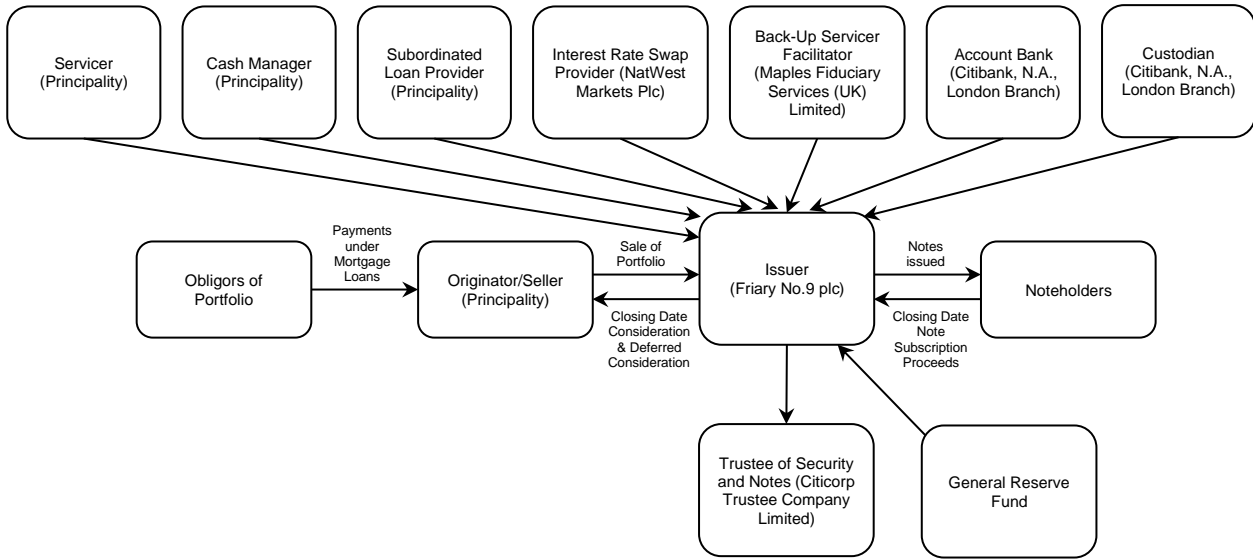 Servicer
(Principality)
Cash Manager
(Principality)
Subordinated
Loan Provider
(Principality)
Interest Rate Swap
Provider (NatWest
Markets Plc)
Back-Up Servicer
Facilitator
(Maples Fiduciary
Services (UK)
Limited)
Account Bank
(Citibank, N.A.,
London Branch)
Custodian
(Citibank, N.A.,
London Branch)
Obligors of
Portfolio
Payments
under
Mortgage
Loans
Originator/Seller
(Principality)
Sale of
Portfolio
Closing Date
Consideration
& Deferred
Consideration
Issuer
(Friary No.9 plc)
Notes
issued
Closing Date
Note
Subscription
Proceeds
Noteholders
Trustee of Security
and Notes (Citicorp
Trustee Company
Limited)
General Reserve
Fund